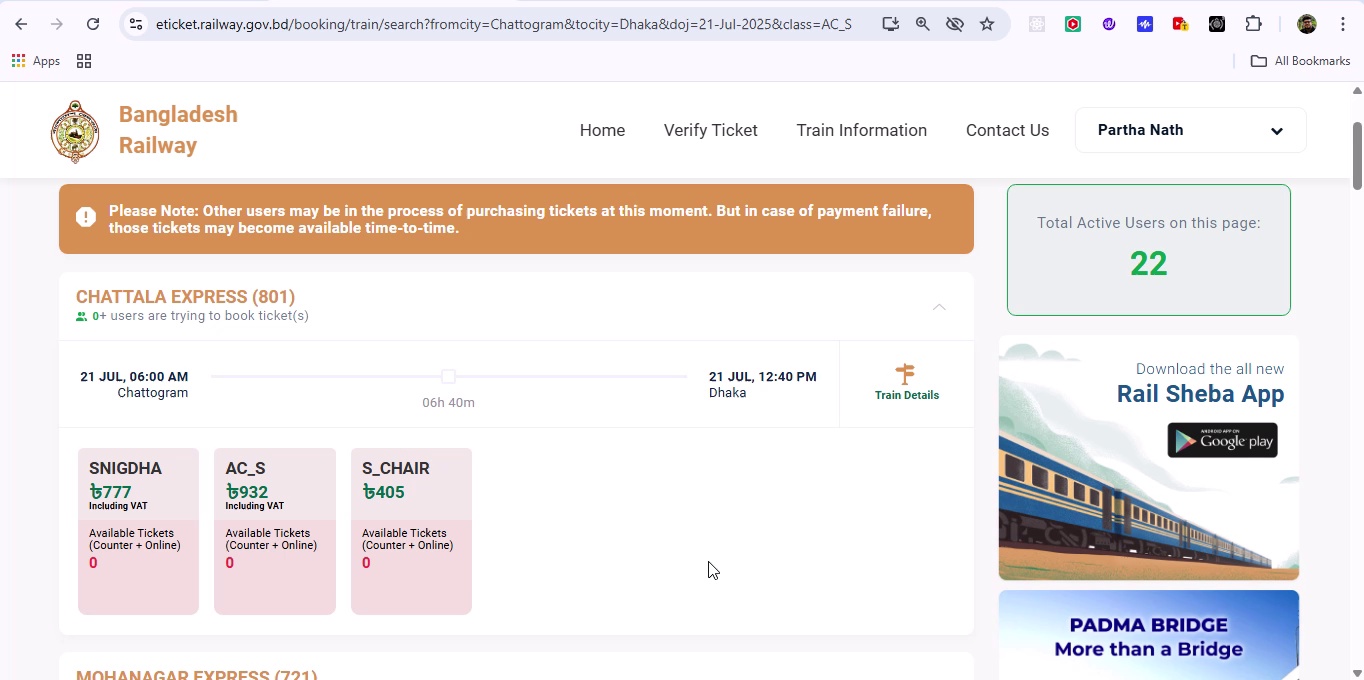 eticket.railway.gov.bd/booking/train/search?fromcity=Chattogram&tocity=Dhaka&doj=21-Jul-2025&class=AC_S
Apps
All Bookmarks
Bangladesh
Railway
Home
Verify Ticket
Train Information
Contact Us
Partha Nath
Please Note: Other users may be in the process of purchasing tickets at this moment. But in case of payment failure,
those tickets may become available time-to-time.
Total Active Users on this page:
22
CHATTALA EXPRESS (801)
0+ users are trying to book ticket(s)
21 JUL, 06:00 AM
Chattogram
06h 40m
21 JUL, 12:40 PM
Dhaka
Train Details
SNIGDHA
৳777
Including VAT
Available Tickets
(Counter + Online)
0
AC_S
৳932
Including VAT
Available Tickets
(Counter + Online)
0
S_CHAIR
৳405
Available Tickets
(Counter + Online)
0
Download the all new
Rail Sheba App
ANDROID APP ON
Google play
PADMA BRIDGE
More than a Bridge
MOHANAGAR EXPRESS (721)